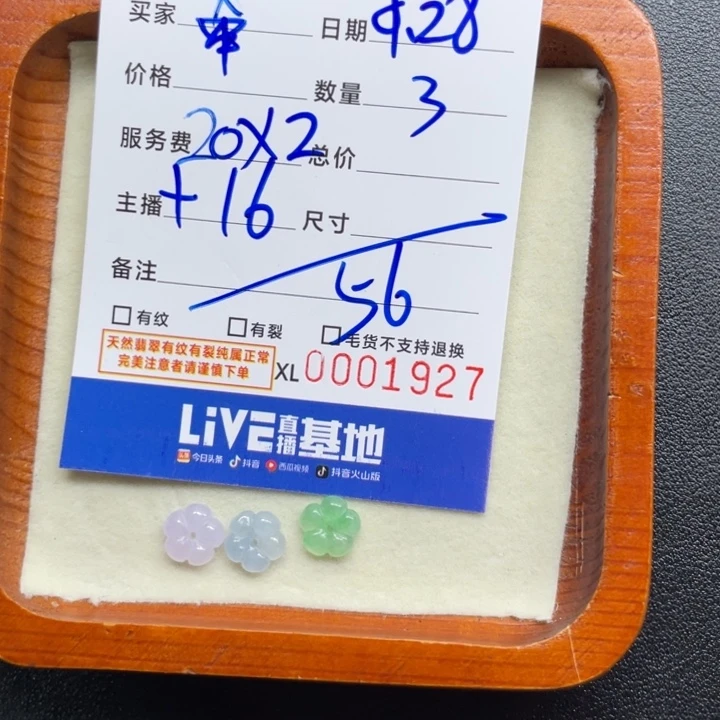 买家 日期 9.28
价格 数量 3
服务费 20X2 总价
主播 +16 尺寸
备注 56
有纹 有裂 毛货不支持退换
天然翡翠有纹有裂纯属正常
完美注意者请谨慎下单
XL 0001927
LiVE 直播 基地
头条 今日头条 抖音 西瓜视频 抖音火山版